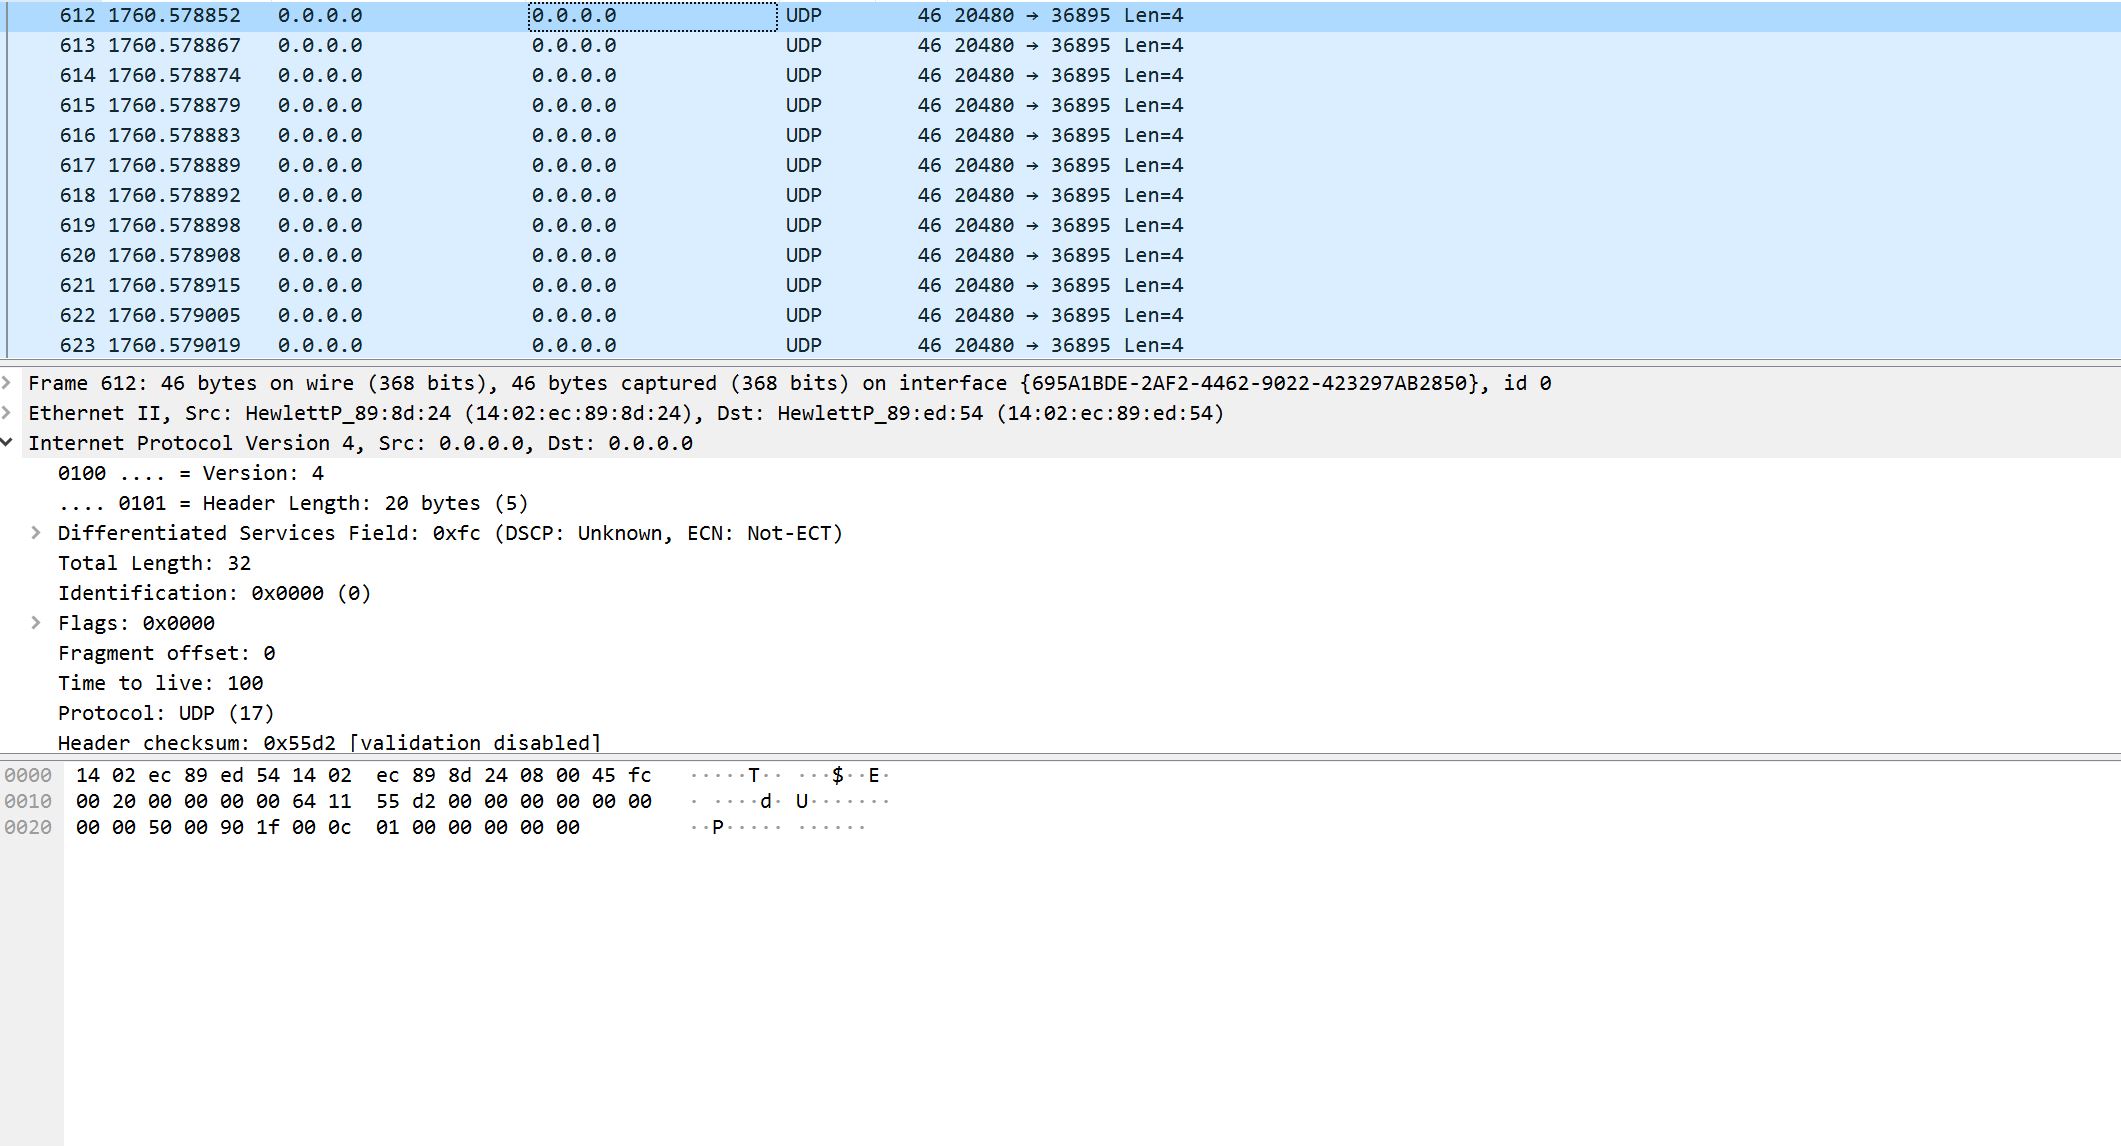 612 1760.578852 0.0.0.0 0.0.0.0 UDP 46 20480 → 36895 Len=4
613 1760.578867 0.0.0.0 0.0.0.0 UDP 46 20480 → 36895 Len=4
614 1760.578874 0.0.0.0 0.0.0.0 UDP 46 20480 → 36895 Len=4
615 1760.578879 0.0.0.0 0.0.0.0 UDP 46 20480 → 36895 Len=4
616 1760.578883 0.0.0.0 0.0.0.0 UDP 46 20480 → 36895 Len=4
617 1760.578889 0.0.0.0 0.0.0.0 UDP 46 20480 → 36895 Len=4
618 1760.578892 0.0.0.0 0.0.0.0 UDP 46 20480 → 36895 Len=4
619 1760.578898 0.0.0.0 0.0.0.0 UDP 46 20480 → 36895 Len=4
620 1760.578908 0.0.0.0 0.0.0.0 UDP 46 20480 → 36895 Len=4
621 1760.578915 0.0.0.0 0.0.0.0 UDP 46 20480 → 36895 Len=4
622 1760.579005 0.0.0.0 0.0.0.0 UDP 46 20480 → 36895 Len=4
623 1760.579019 0.0.0.0 0.0.0.0 UDP 46 20480 → 36895 Len=4
Frame 612: 46 bytes on wire (368 bits), 46 bytes captured (368 bits) on interface {695A1BDE-2AF2-4462-9022-423297AB2850}, id 0
Ethernet II, Src: HewlettP_89:8d:24 (14:02:ec:89:8d:24), Dst: HewlettP_89:ed:54 (14:02:ec:89:ed:54)
Internet Protocol Version 4, Src: 0.0.0.0, Dst: 0.0.0.0
0100 .... = Version: 4
.... 0101 = Header Length: 20 bytes (5)
Differentiated Services Field: 0xfc (DSCP: Unknown, ECN: Not-ECT)
Total Length: 32
Identification: 0x0000 (0)
Flags: 0x0000
Fragment offset: 0
Time to live: 100
Protocol: UDP (17)
Header checksum: 0x55d2 [validation disabled]
0000 14 02 ec 89 ed 54 14 02 ec 89 8d 24 08 00 45 fc ·····T·· ···$··E·
0010 00 20 00 00 00 00 64 11 55 d2 00 00 00 00 00 00 · ····d· U·······
0020 00 00 50 00 90 1f 00 0c 01 00 00 00 00 00 ··P····· ······